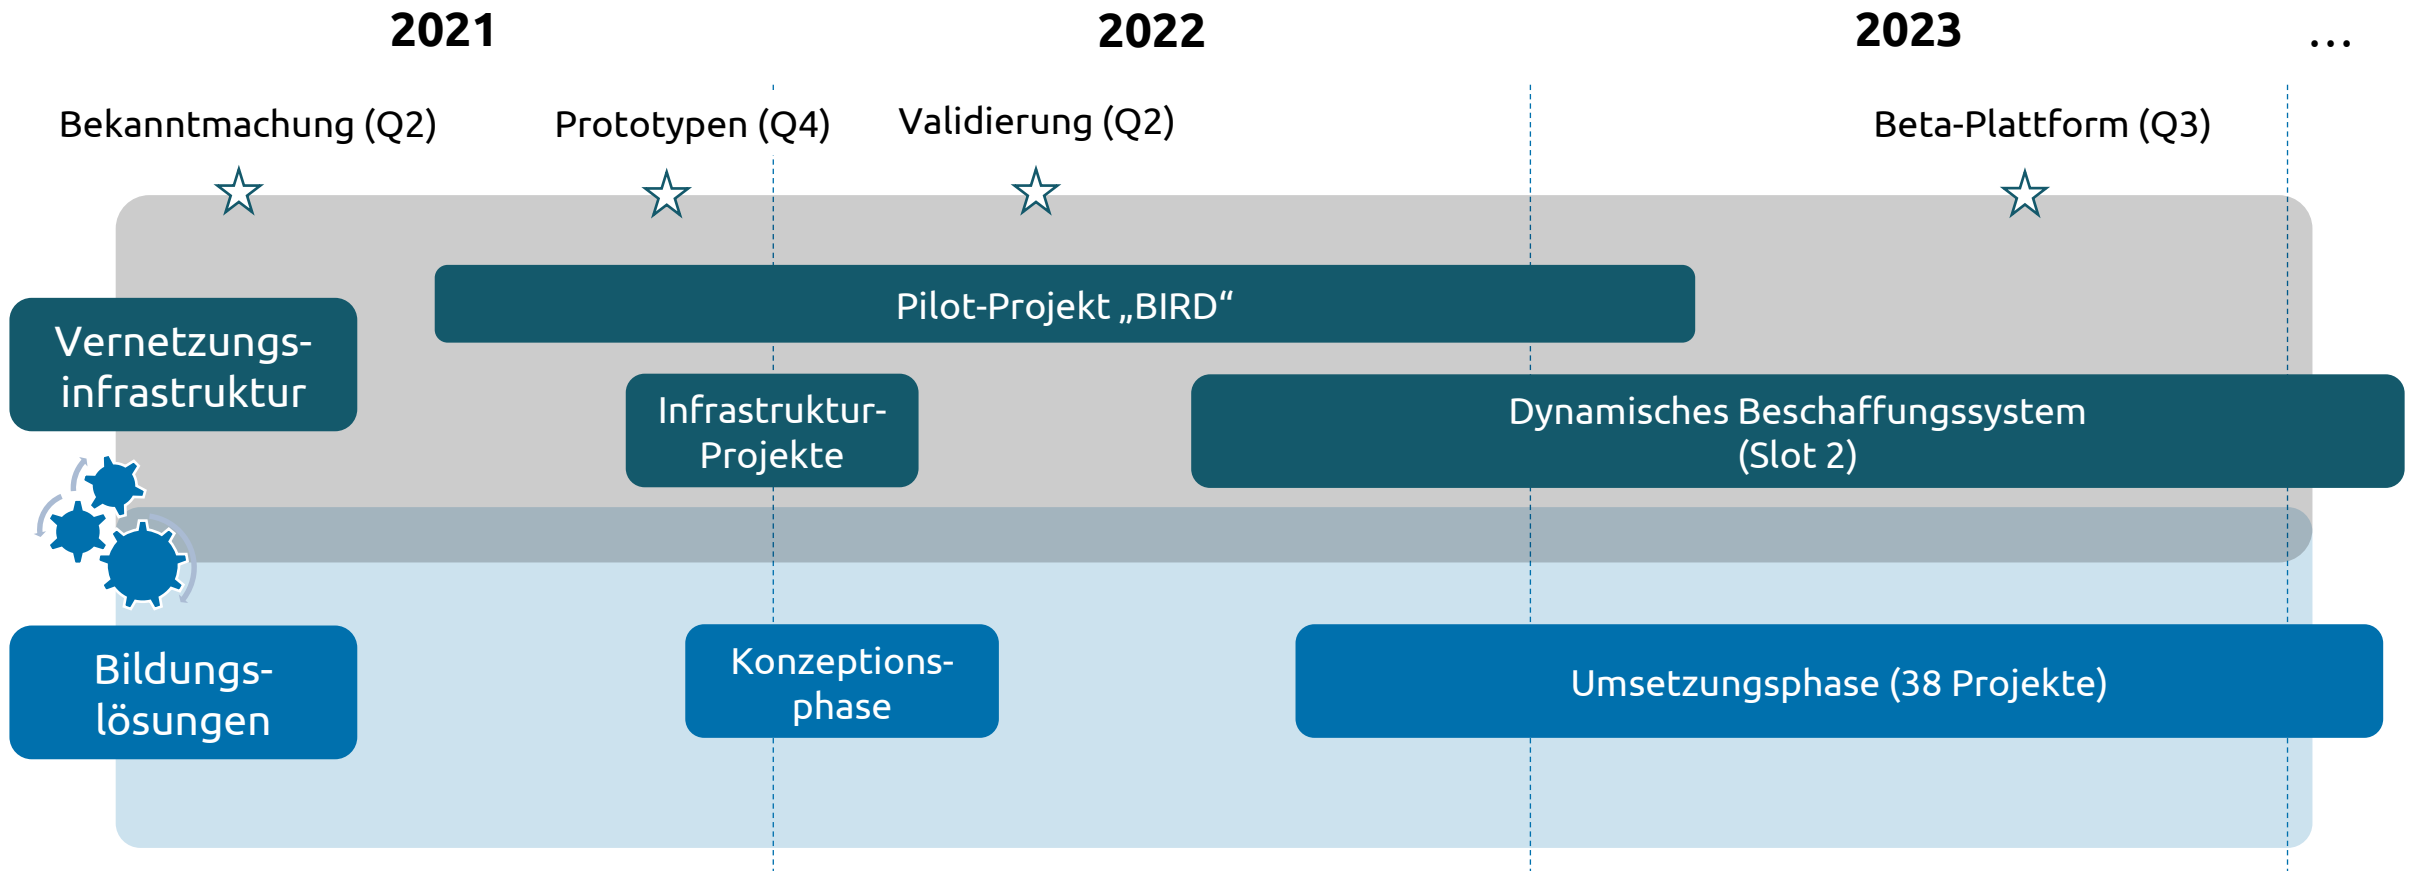 2021
2022
2023
...
Bekanntmachung (Q2)
Prototypen (Q4)
Validierung (Q2)
Beta-Plattform (Q3)
Pilot-Projekt „BIRD“
Vernetzungs-
infrastruktur
Infrastruktur-
Projekte
Dynamisches Beschaffungssystem
(Slot 2)
Bildungs-
lösungen
Konzeptions-
phase
Umsetzungsphase (38 Projekte)